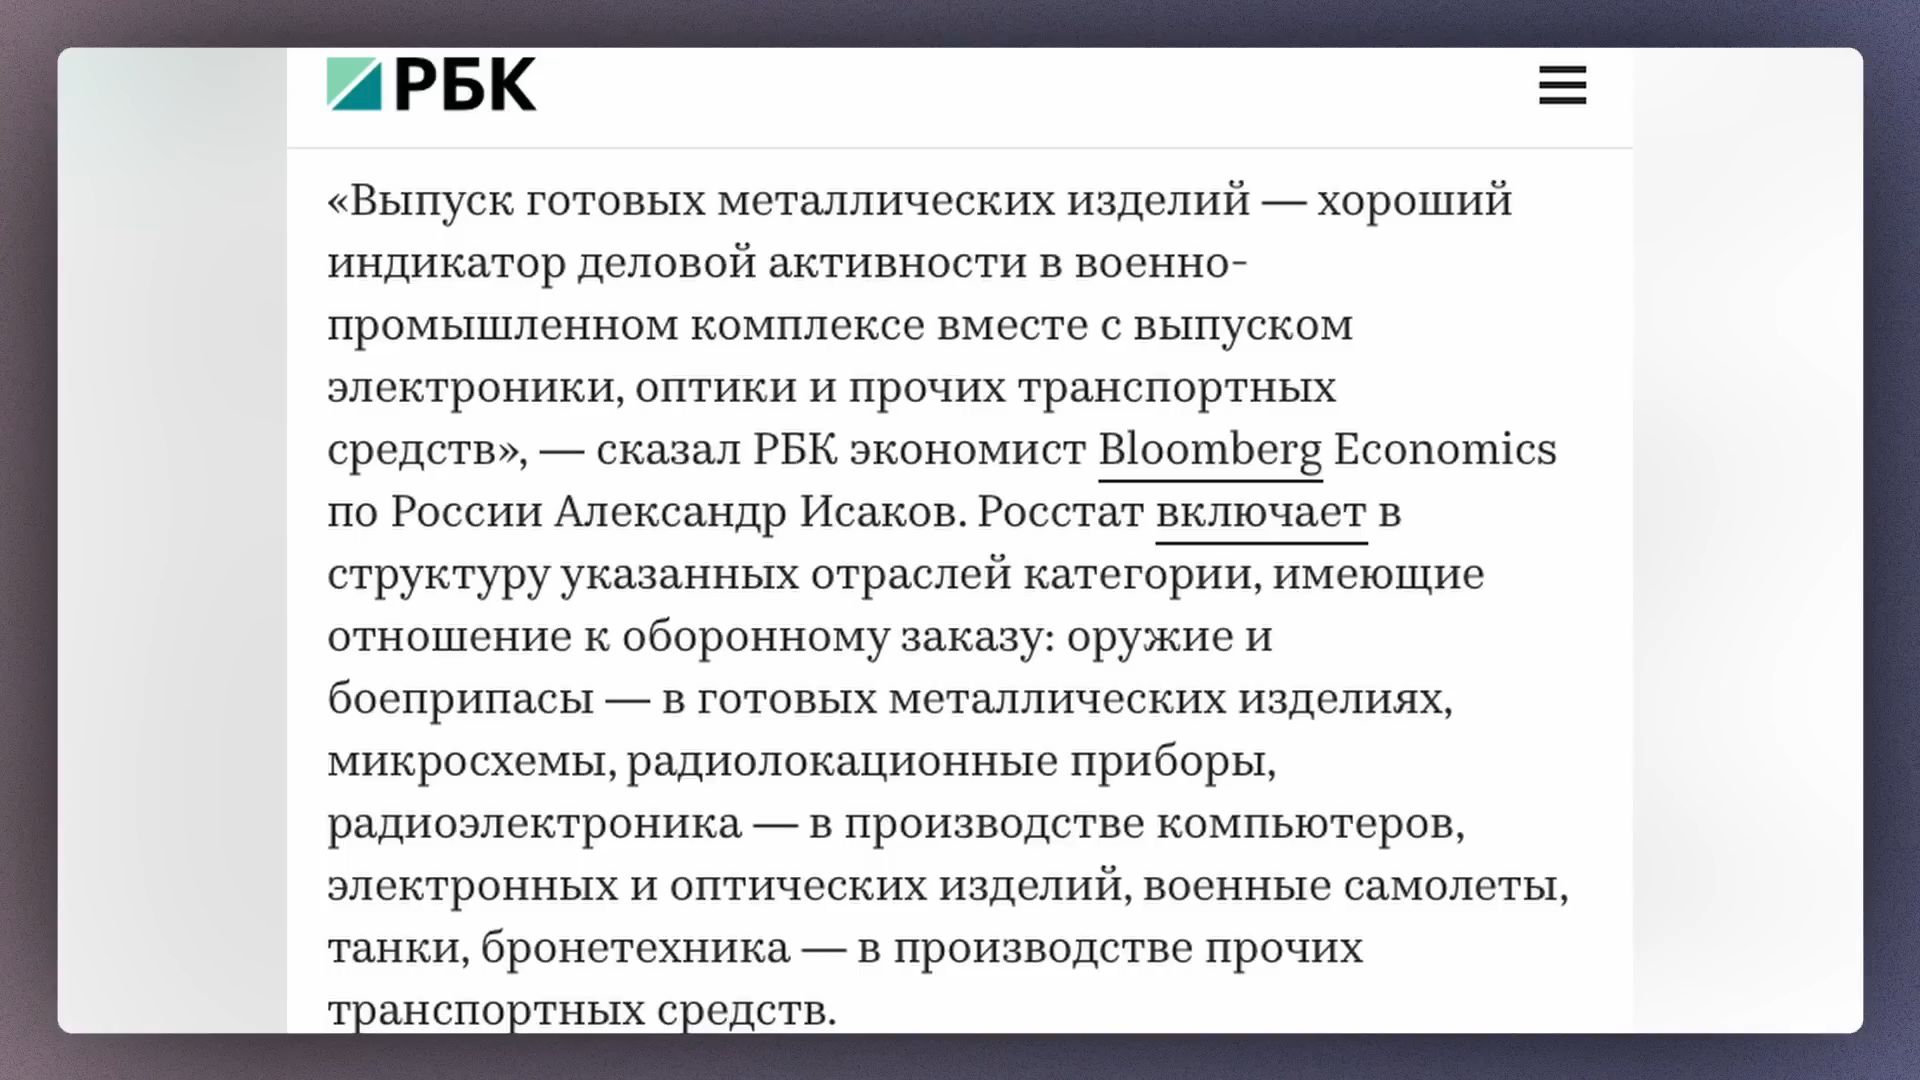 РБК
«Выпуск готовых металлических изделий — хороший
индикатор деловой активности в военно-
промышленном комплексе вместе с выпуском
электроники, оптики и прочих транспортных
средств», — сказал РБК экономист Bloomberg Economics
по России Александр Исаков. Росстат включает в
структуру указанных отраслей категории, имеющие
отношение к оборонному заказу: оружие и
боеприпасы — в готовых металлических изделиях,
микросхемы, радиолокационные приборы,
радиоэлектроника — в производстве компьютеров,
электронных и оптических изделий, военные самолеты,
танки, бронетехника — в производстве прочих
транспортных средств.